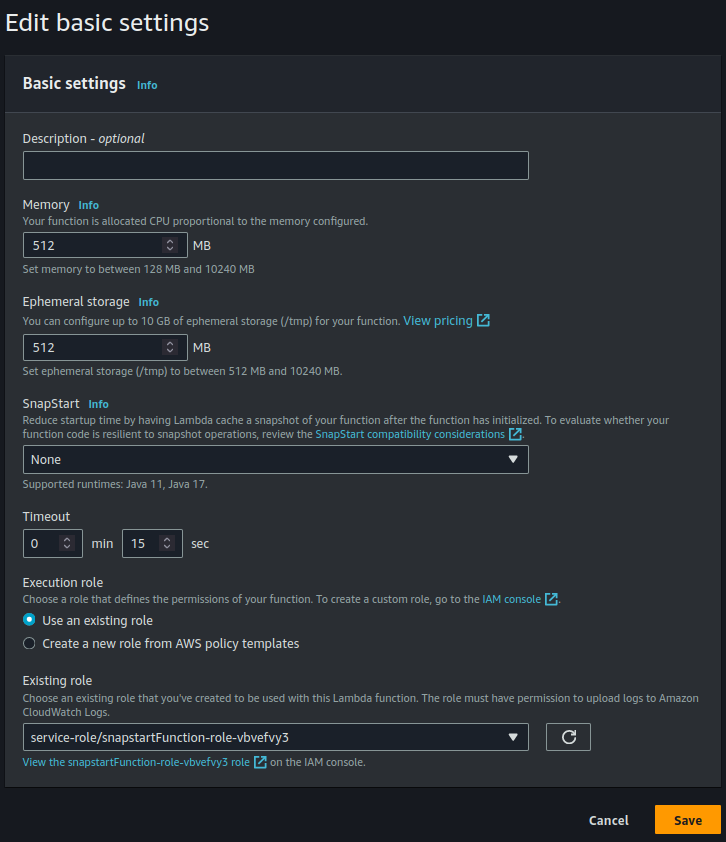 Edit basic settings
Basic settings Info
Description - optional
Memory Info
Your function is allocated CPU proportional to the memory configured.
512 MB
Set memory to between 128 MB and 10240 MB
Ephemeral storage Info
You can configure up to 10 GB of ephemeral storage (/tmp) for your function. View pricing
512 MB
Set ephemeral storage (/tmp) to between 512 MB and 10240 MB.
SnapStart Info
Reduce startup time by having Lambda cache a snapshot of your function after the function has initialized. To evaluate whether your
function code is resilient to snapshot operations, review the SnapStart compatibility considerations.
None
Supported runtimes: Java 11, Java 17.
Timeout
0 min 15 sec
Execution role
Choose a role that defines the permissions of your function. To create a custom role, go to the IAM console.
Use an existing role
Create a new role from AWS policy templates
Existing role
Choose an existing role that you've created to be used with this Lambda function. The role must have permission to upload logs to Amazon
CloudWatch Logs.
service-role/snapstartFunction-role-vbvefvy3
View the snapstartFunction-role-vbvefvy3 role on the IAM console.
Cancel Save